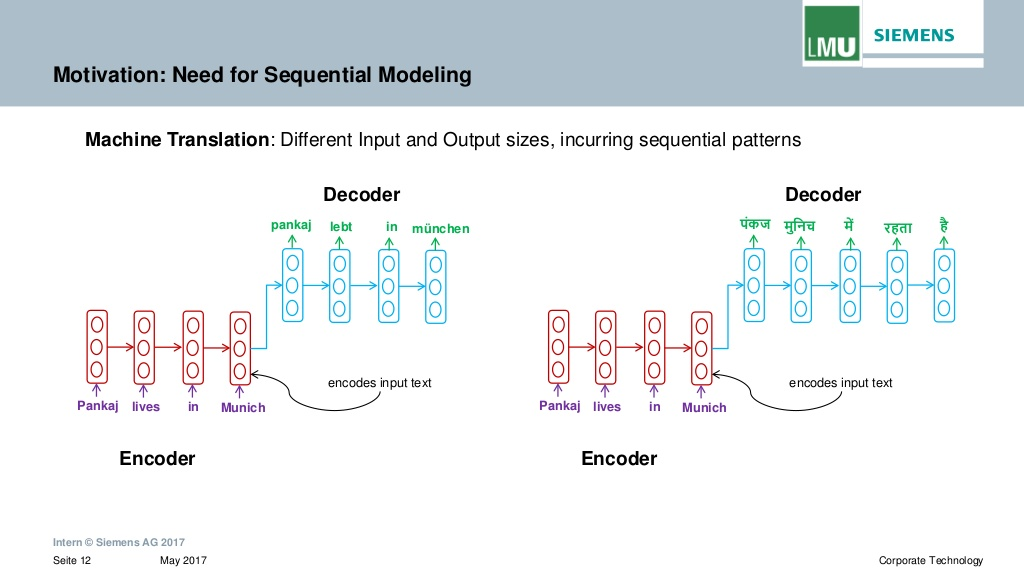 LMU
SIEMENS
Motivation: Need for Sequential Modeling
Machine Translation: Different Input and Output sizes, incurring sequential patterns
Decoder
pankaj lebt in münchen
encodes input text
Pankaj lives in Munich
Encoder
Decoder
पंकज मुनिच में रहता है
encodes input text
Pankaj lives in Munich
Encoder
Intern © Siemens AG 2017
Seite 12 May 2017 Corporate Technology